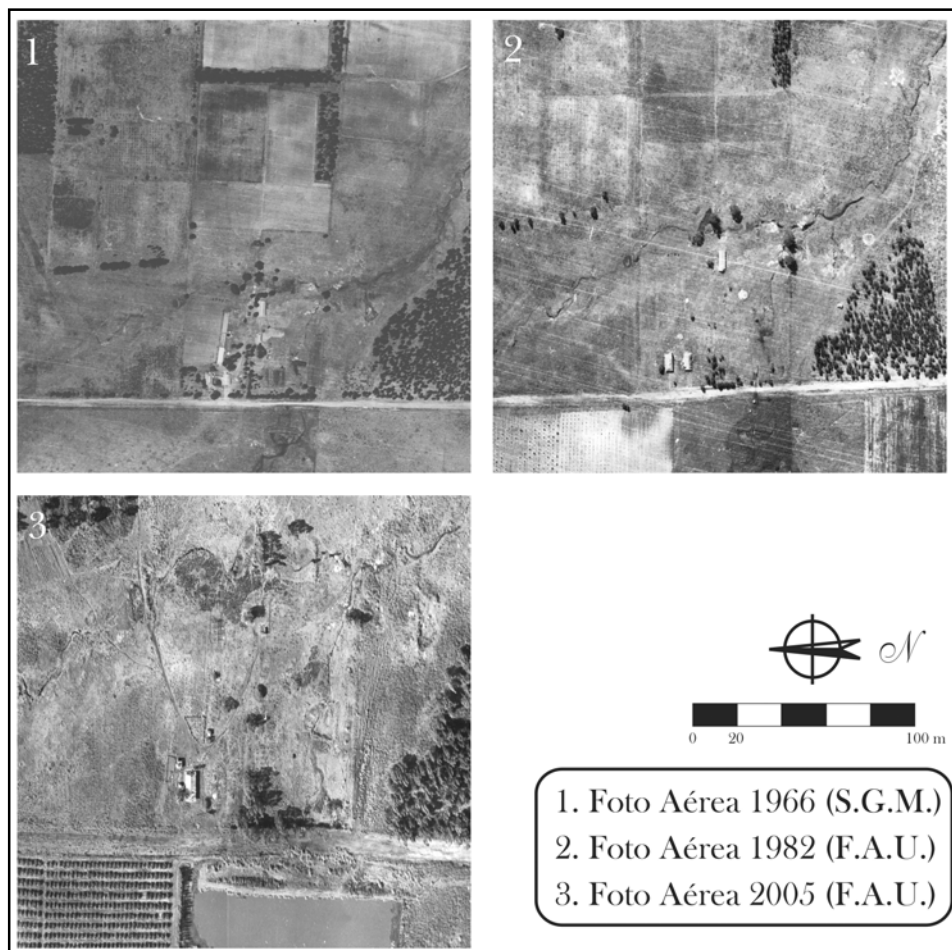 1
2
3
N
0 20 100 m
1. Foto Aérea 1966 (S.G.M.)
2. Foto Aérea 1982 (F.A.U.)
3. Foto Aérea 2005 (F.A.U.)